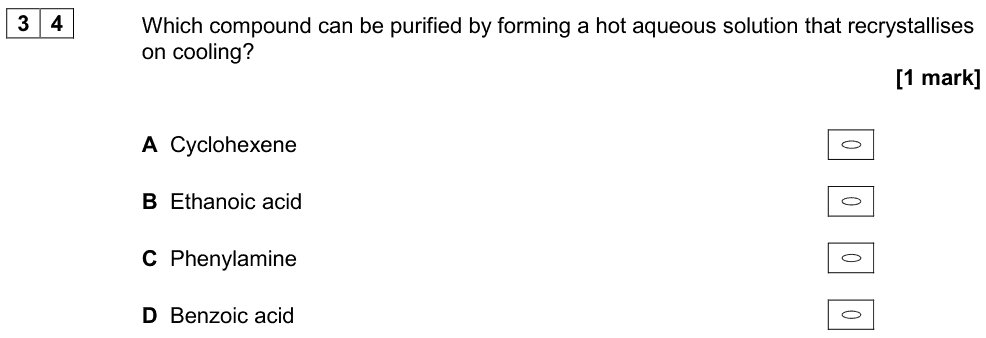 3 4 Which compound can be purified by forming a hot aqueous solution that recrystallises
on cooling?
[1 mark]
A Cyclohexene
B Ethanoic acid
C Phenylamine
D Benzoic acid